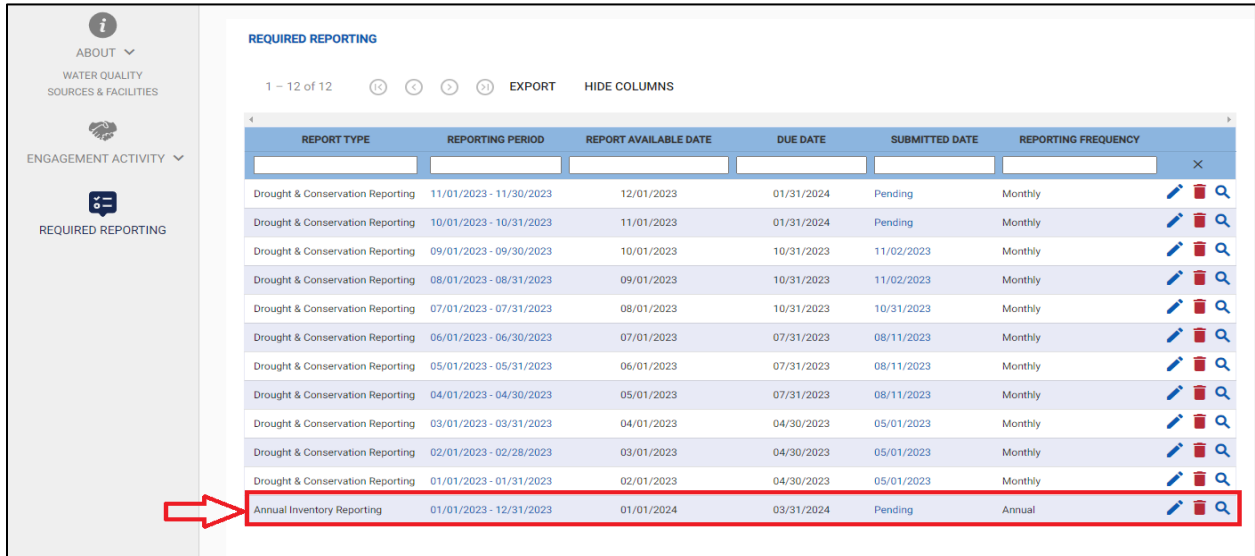 ABOUT
WATER QUALITY
SOURCES & FACILITIES
ENGAGEMENT ACTIVITY
REQUIRED REPORTING
REQUIRED REPORTING
1 – 12 of 12 EXPORT HIDE COLUMNS
REPORT TYPE REPORTING PERIOD REPORT AVAILABLE DATE DUE DATE SUBMITTED DATE REPORTING FREQUENCY
Drought & Conservation Reporting 11/01/2023 - 11/30/2023 12/01/2023 01/31/2024 Pending Monthly
Drought & Conservation Reporting 10/01/2023 - 10/31/2023 11/01/2023 01/31/2024 Pending Monthly
Drought & Conservation Reporting 09/01/2023 - 09/30/2023 10/01/2023 10/31/2023 11/02/2023 Monthly
Drought & Conservation Reporting 08/01/2023 - 08/31/2023 09/01/2023 10/31/2023 11/02/2023 Monthly
Drought & Conservation Reporting 07/01/2023 - 07/31/2023 08/01/2023 10/31/2023 10/31/2023 Monthly
Drought & Conservation Reporting 06/01/2023 - 06/30/2023 07/01/2023 07/31/2023 08/11/2023 Monthly
Drought & Conservation Reporting 05/01/2023 - 05/31/2023 06/01/2023 07/31/2023 08/11/2023 Monthly
Drought & Conservation Reporting 04/01/2023 - 04/30/2023 05/01/2023 07/31/2023 08/11/2023 Monthly
Drought & Conservation Reporting 03/01/2023 - 03/31/2023 04/01/2023 04/30/2023 05/01/2023 Monthly
Drought & Conservation Reporting 02/01/2023 - 02/28/2023 03/01/2023 04/30/2023 05/01/2023 Monthly
Drought & Conservation Reporting 01/01/2023 - 01/31/2023 02/01/2023 04/30/2023 05/01/2023 Monthly
Annual Inventory Reporting 01/01/2023 - 12/31/2023 01/01/2024 03/31/2024 Pending Annual